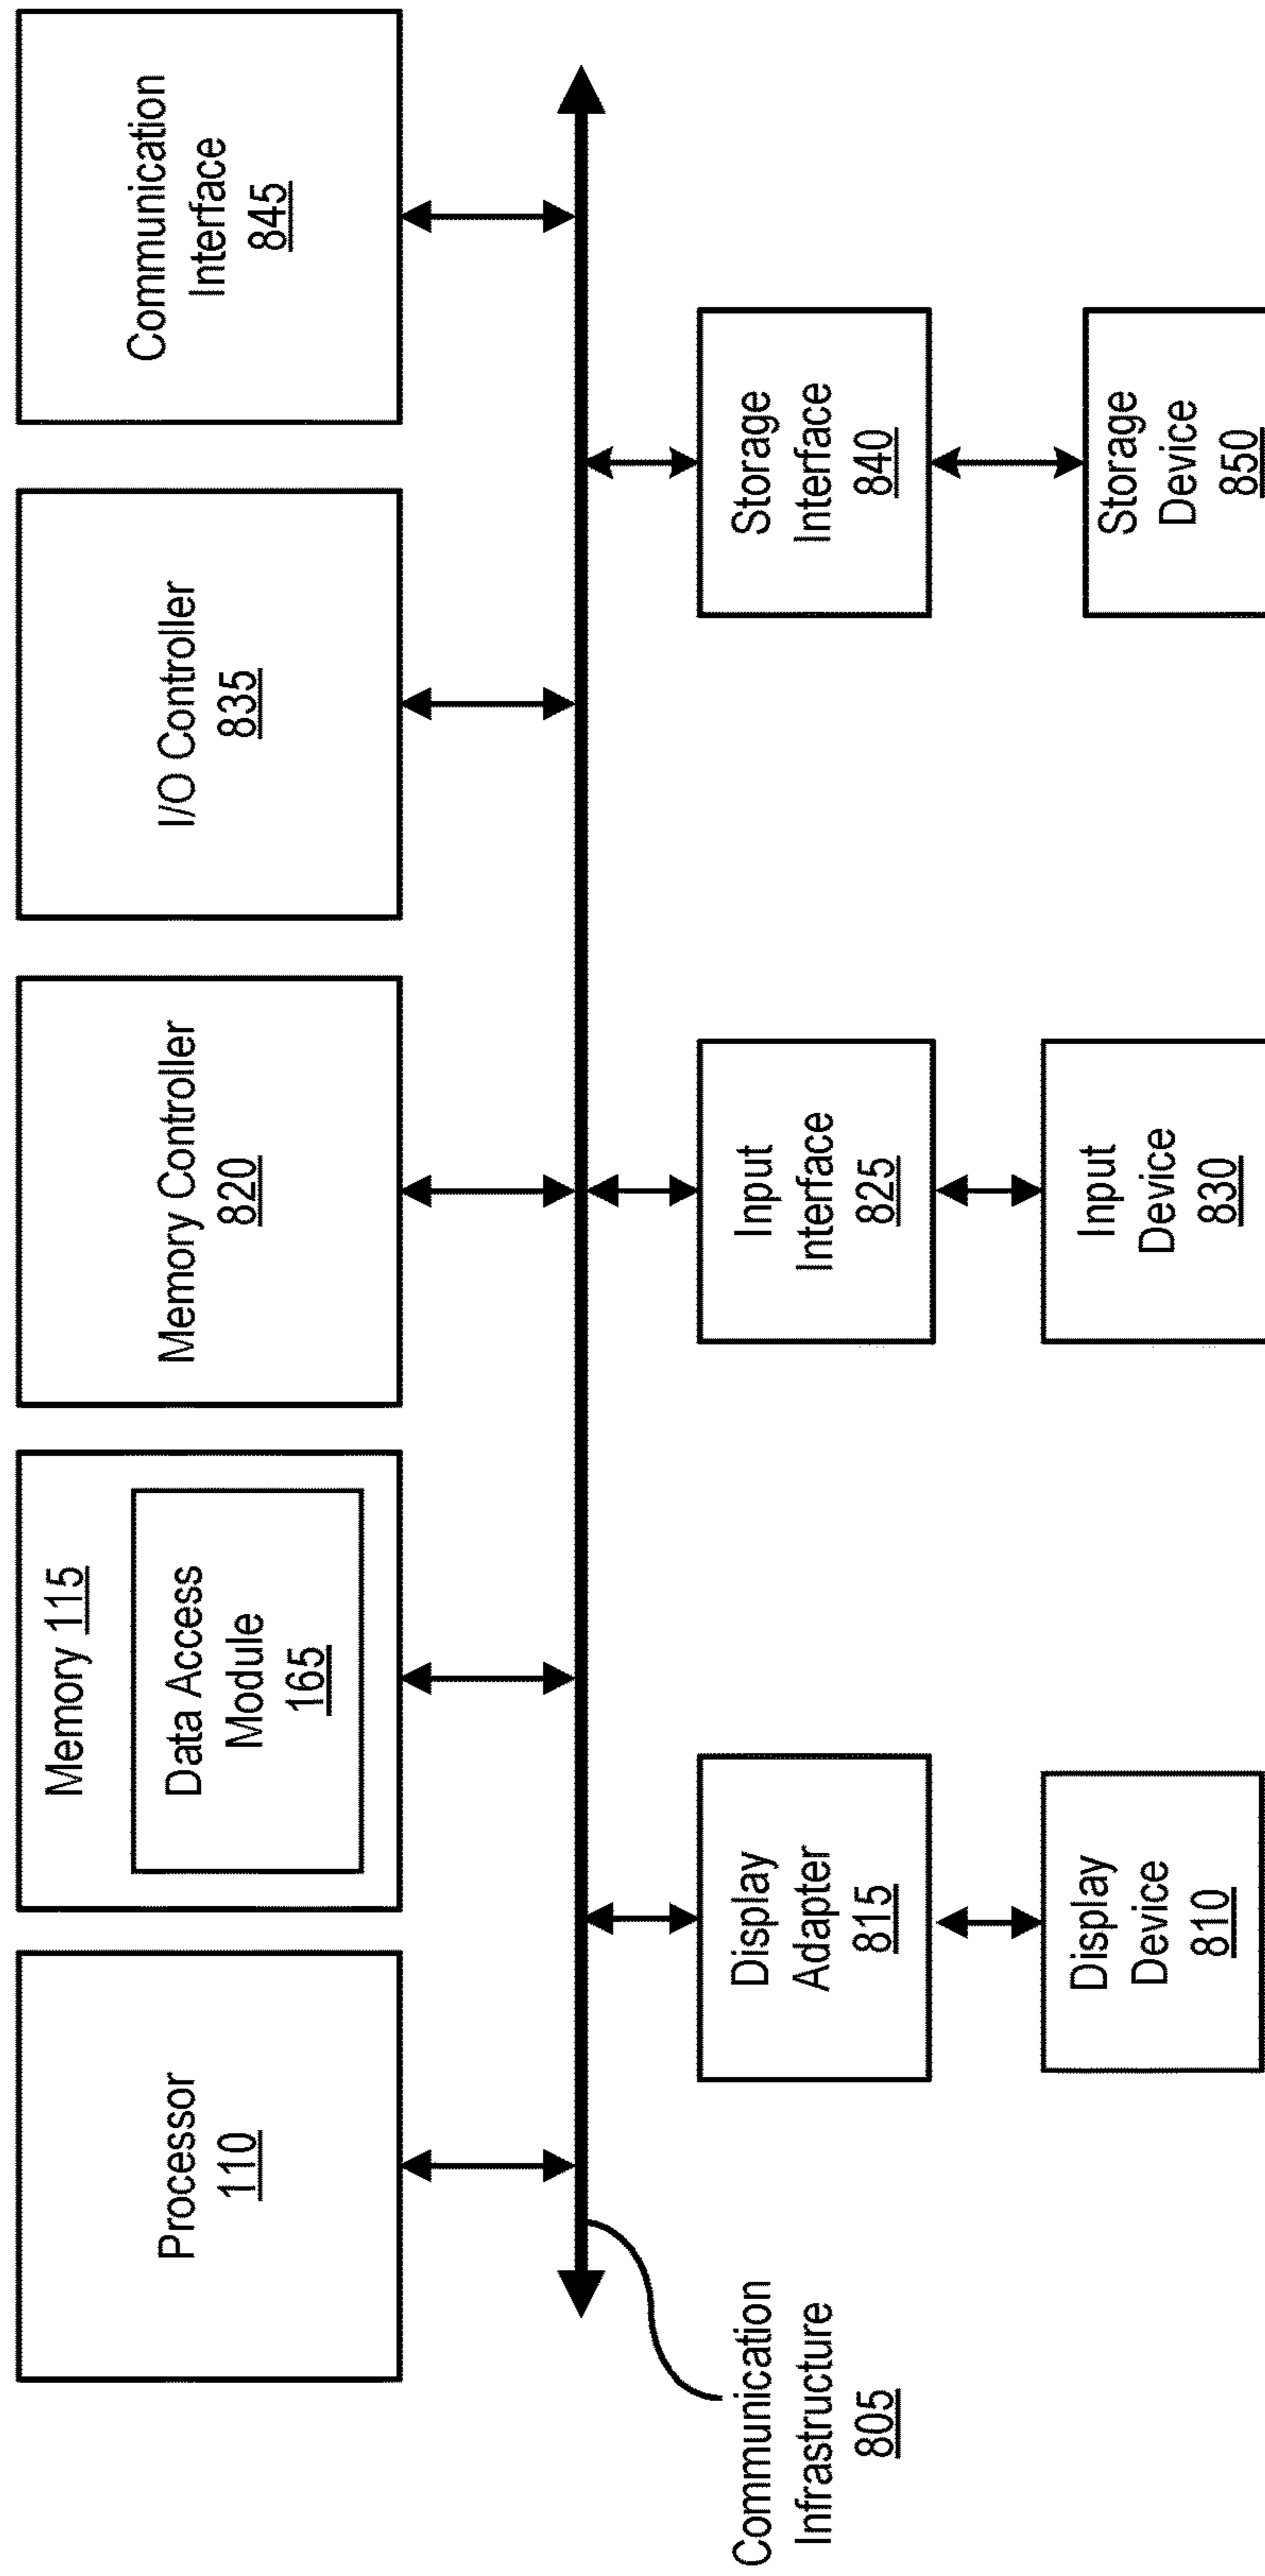 Processor
110
Memory 115
Data Access
Module
165
Memory Controller
820
I/O Controller
835
Communication
Interface
845
Communication
Infrastructure
805
Display
Adapter
815
Input
Interface
825
Storage
Interface
840
Display
Device
810
Input
Device
830
Storage
Device
850